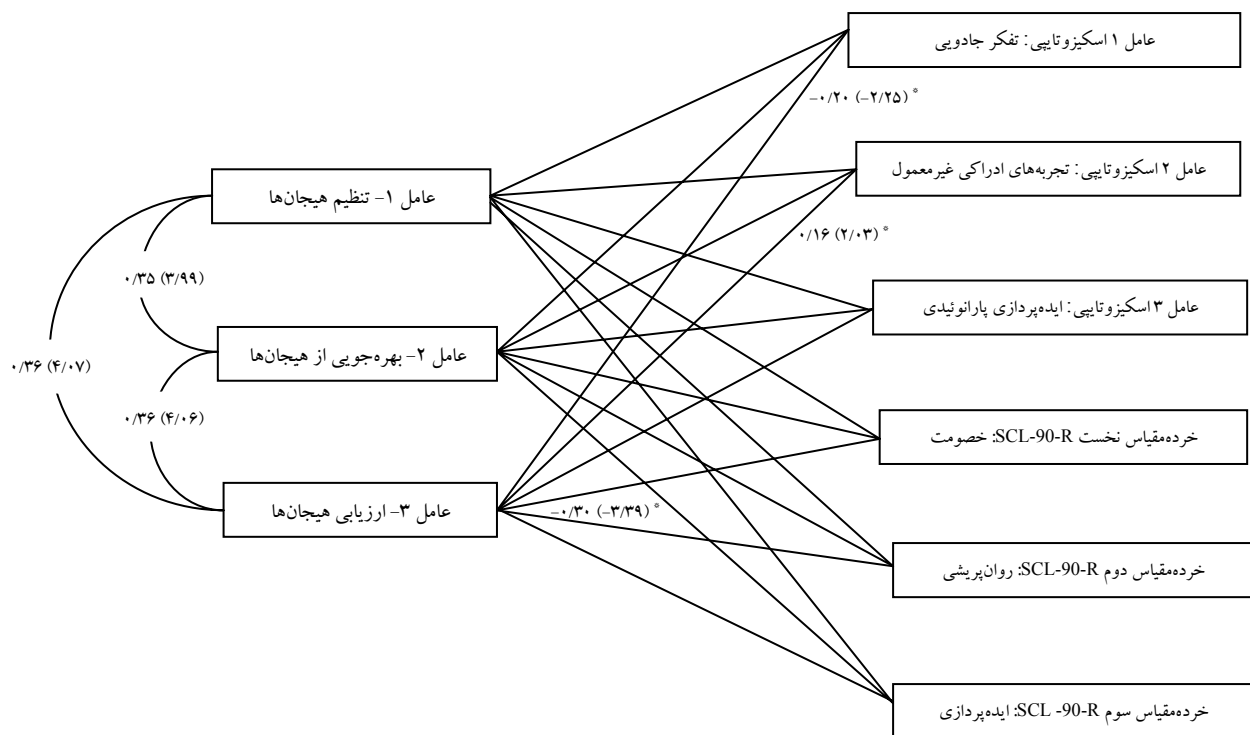 عامل ۱ اسکیزوتایپی: تفکر جادویی
−۰/۲۰ (−۲/۲۵) *
عامل ۲ اسکیزوتایپی: تجربه‌های ادراکی غیرمعمول
عامل ۱– تنظیم هیجان‌ها
۰/۱۶ (۲/۰۳) *
۰/۳۵ (۳/۹۹)
عامل ۳ اسکیزوتایپی: ایده‌پردازی پارانوئیدی
عامل ۲– بهره‌جویی از هیجان‌ها
۰/۳۶ (۴/۰۷)
۰/۳۶ (۴/۰۶)
خرده‌مقیاس نخست SCL-90-R: خصومت
عامل ۳– ارزیابی هیجان‌ها
−۰/۳۰ (−۳/۳۹) *
خرده‌مقیاس دوم SCL-90-R: روان‌پریشی
خرده‌مقیاس سوم SCL -90-R: ایده‌پردازی